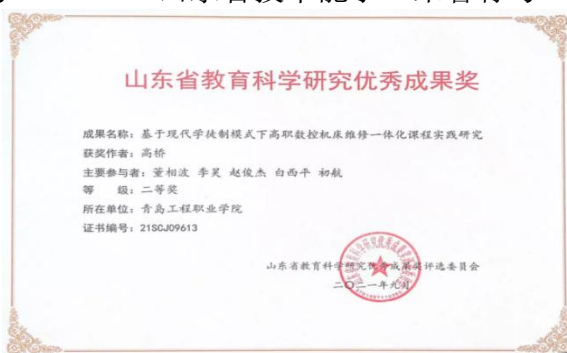 山东省教育科学研究优秀成果奖
成果名称：基于现代学徒制模式下高职数控机床维修一体化课程实践研究
获奖作者：高桥
主要参与者：董相波 李昊 赵俊杰 白西平 初航
等 级：二等奖
所在单位：青岛工程职业学院
证书编号：21SCJ09613
山东省教育科学研究优秀成果奖评选委员会
二〇二一年九月